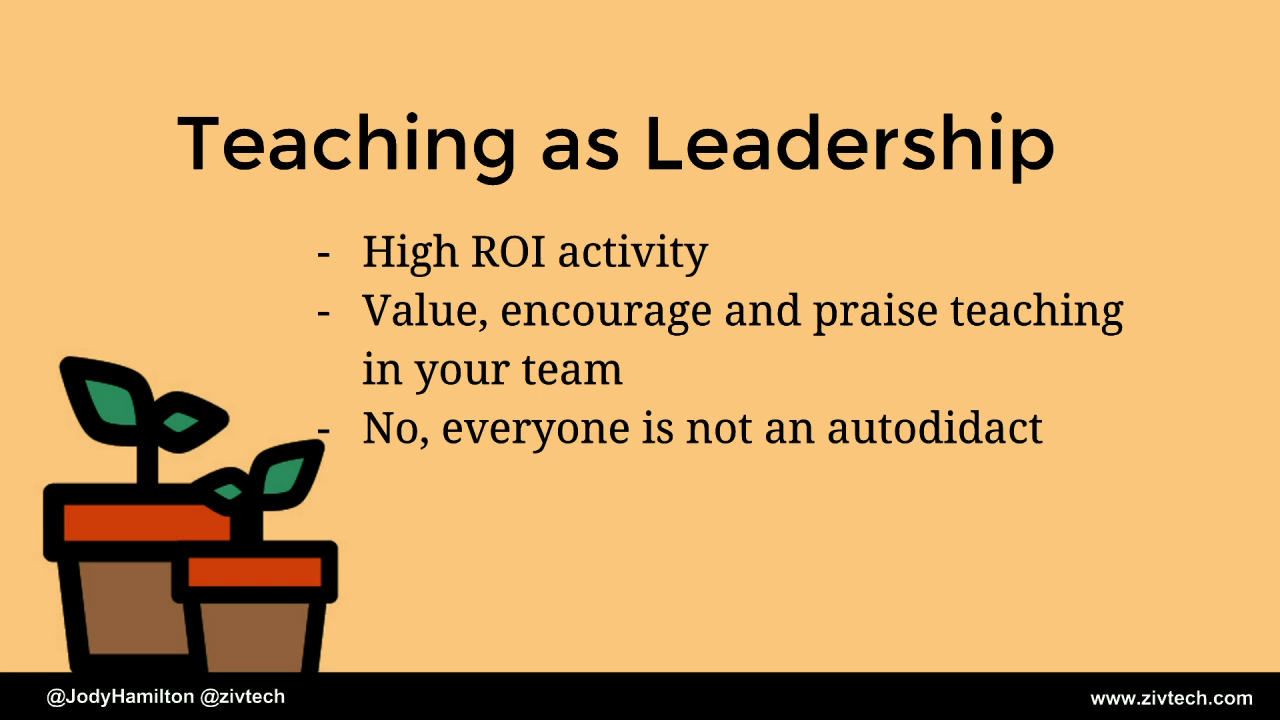 Teaching as Leadership
- High ROI activity
- Value, encourage and praise teaching
in your team
- No, everyone is not an autodidact
@JodyHamilton @zivtech
www.zivtech.com